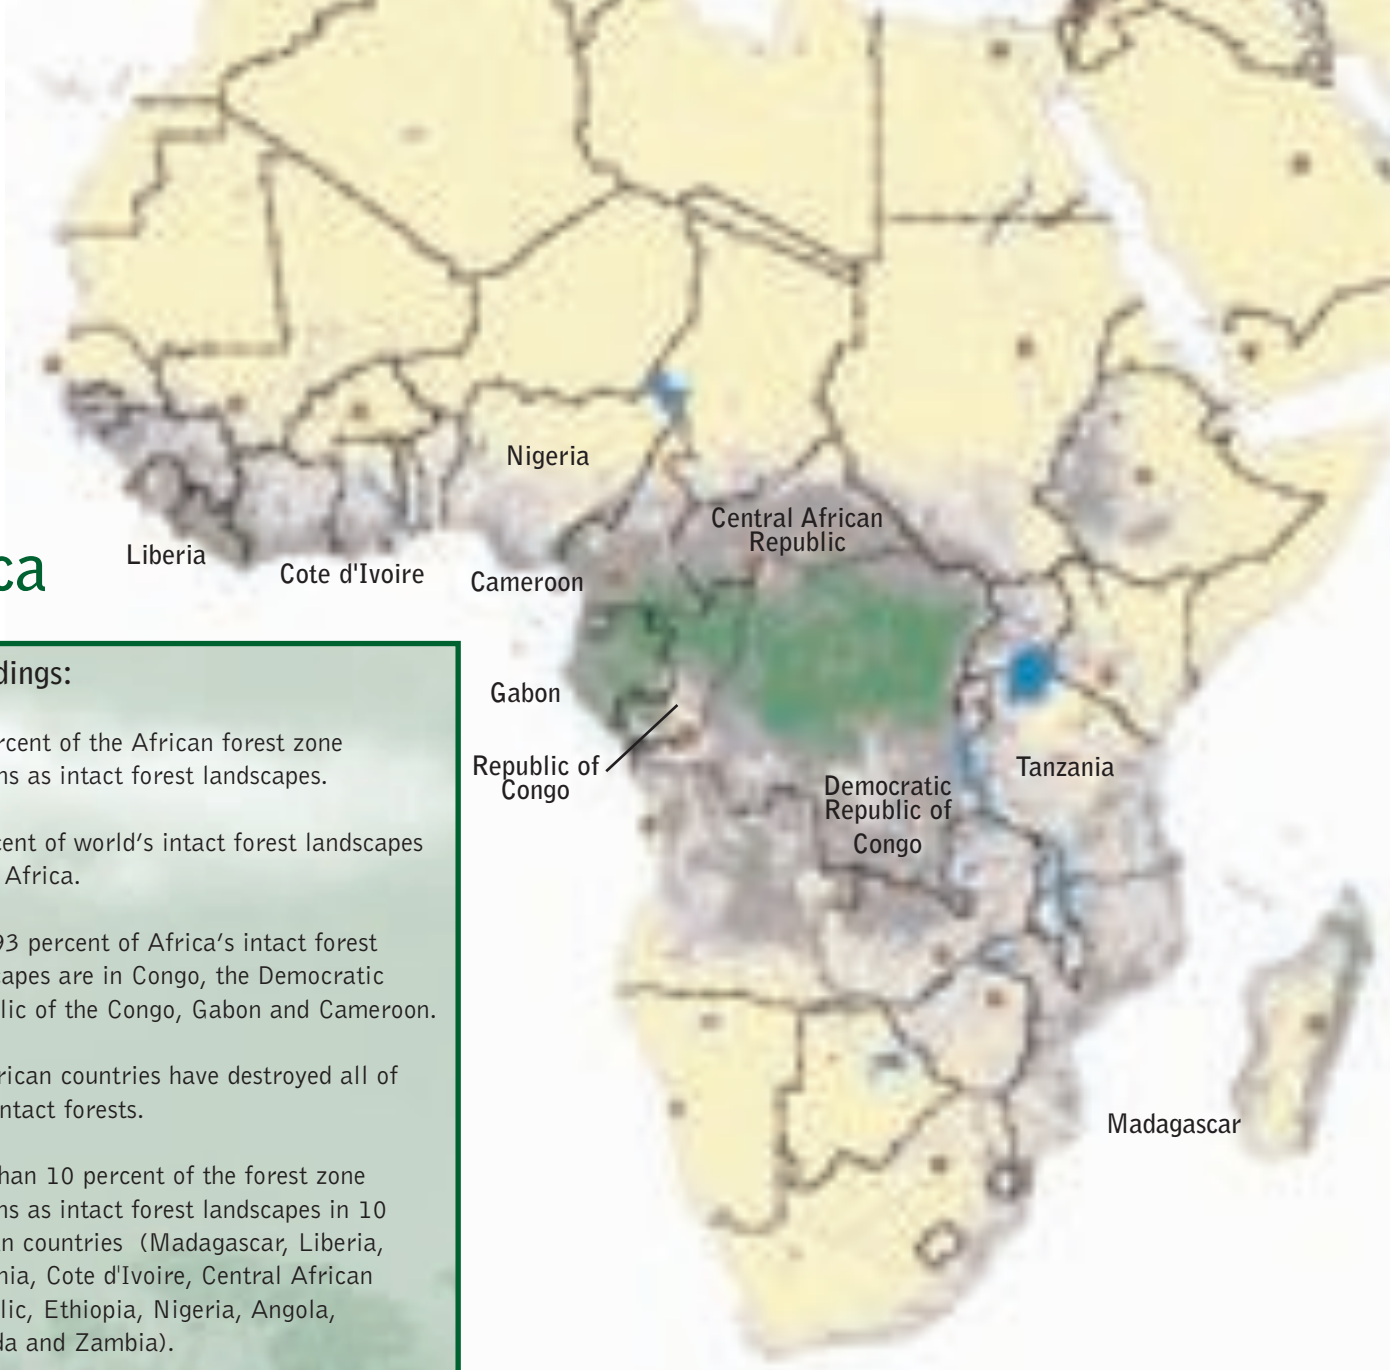 Nigeria
Central African
Republic
Liberia
Cote d'Ivoire
Cameroon
Gabon
Republic of
Congo
Democratic
Republic of
Congo
Tanzania
Madagascar
ca
dings:
rcent of the African forest zone
ns as intact forest landscapes.
cent of world's intact forest landscapes
Africa.
93 percent of Africa's intact forest
capes are in Congo, the Democratic
lic of the Congo, Gabon and Cameroon.
rican countries have destroyed all of
ntact forests.
han 10 percent of the forest zone
ns as intact forest landscapes in 10
n countries (Madagascar, Liberia,
nia, Cote d'Ivoire, Central African
lic, Ethiopia, Nigeria, Angola,
da and Zambia).